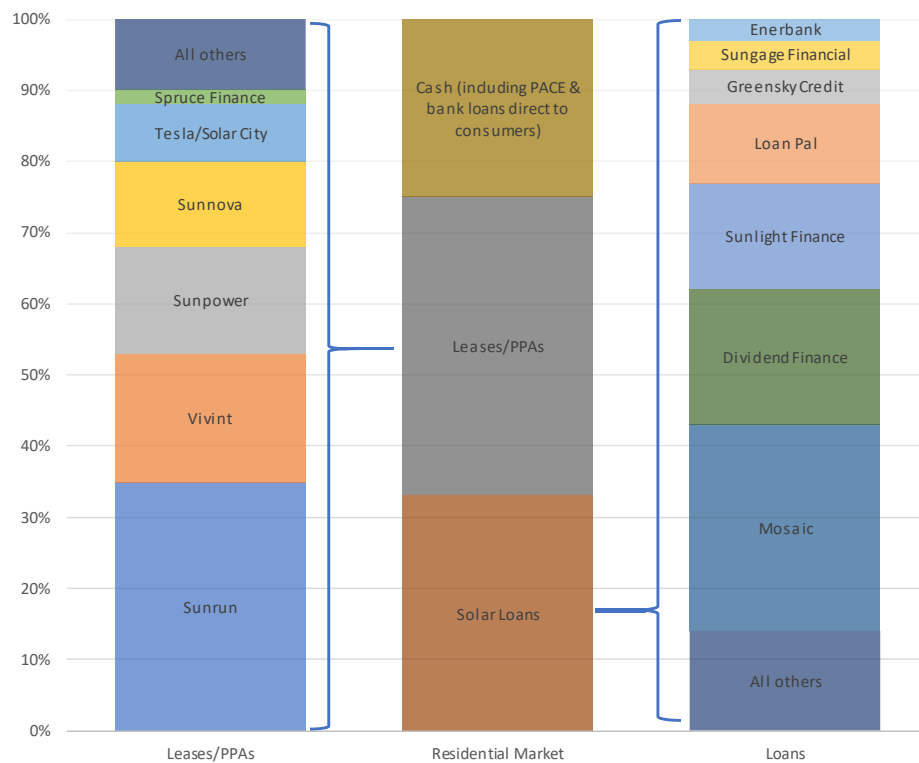 100%
90%
80%
70%
60%
50%
40%
30%
20%
10%
0%
All others
Spruce Finance
Tesla/Solar City
Sunnova
Sunpower
Vivint
Sunrun
Cash (including PACE &
bank loans direct to
consumers)
Leases/PPAs
Solar Loans
Enerbank
Sungage Financial
Greensky Credit
Loan Pal
Sunlight Finance
Dividend Finance
Mosaic
All others
Leases/PPAs
Residential Market
Loans